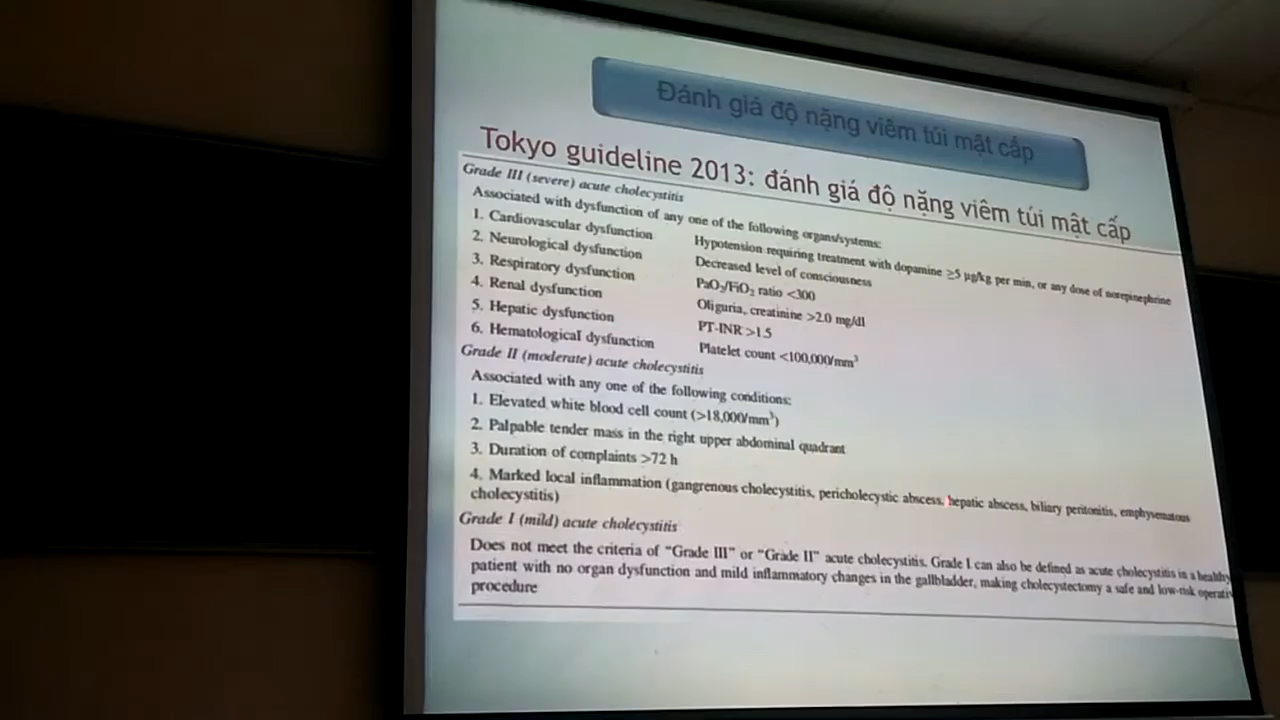 Đánh giá độ nặng viêm túi mật cấp
Tokyo guideline 2013: đánh giá độ nặng viêm túi mật cấp
Grade III (severe) acute cholecystitis
Associated with dysfunction of any one of the following organs/systems:
1. Cardiovascular dysfunction Hypotension requiring treatment with dopamine ≥5 μg/kg per min, or any dose of norepinephrine
2. Neurological dysfunction Decreased level of consciousness
3. Respiratory dysfunction PaO₂/FiO₂ ratio <300
4. Renal dysfunction Oliguria, creatinine >2.0 mg/dl
5. Hepatic dysfunction PT-INR >1.5
6. Hematological dysfunction Platelet count <100,000/mm³
Grade II (moderate) acute cholecystitis
Associated with any one of the following conditions:
1. Elevated white blood cell count (>18,000/mm³)
2. Palpable tender mass in the right upper abdominal quadrant
3. Duration of complaints >72 h
4. Marked local inflammation (gangrenous cholecystitis, pericholecystic abscess, hepatic abscess, biliary peritonitis, emphysematous
cholecystitis)
Grade I (mild) acute cholecystitis
Does not meet the criteria of "Grade III" or "Grade II" acute cholecystitis. Grade I can also be defined as acute cholecystitis in a healthy
patient with no organ dysfunction and mild inflammatory changes in the gallbladder, making cholecystectomy a safe and low-risk operativ
procedure